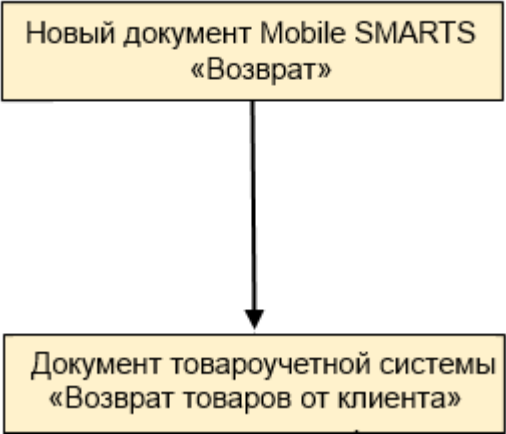 Новый документ Mobile SMARTS
«Возврат»
Документ товароучетной системы
«Возврат товаров от клиента»